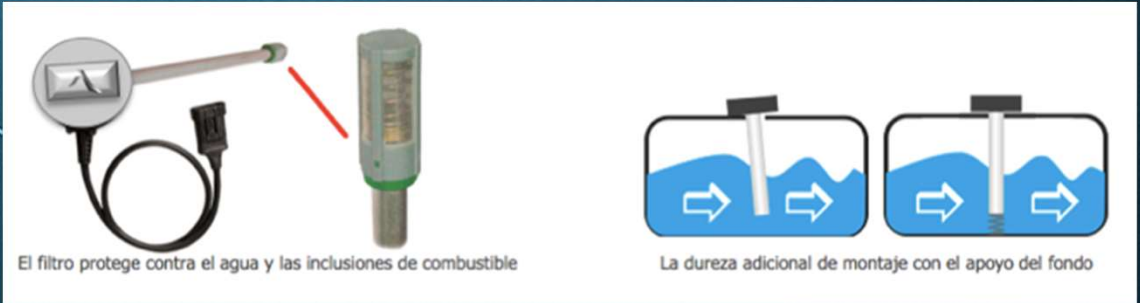 El filtro protege contra el agua y las inclusiones de combustible
La dureza adicional de montaje con el apoyo del fondo